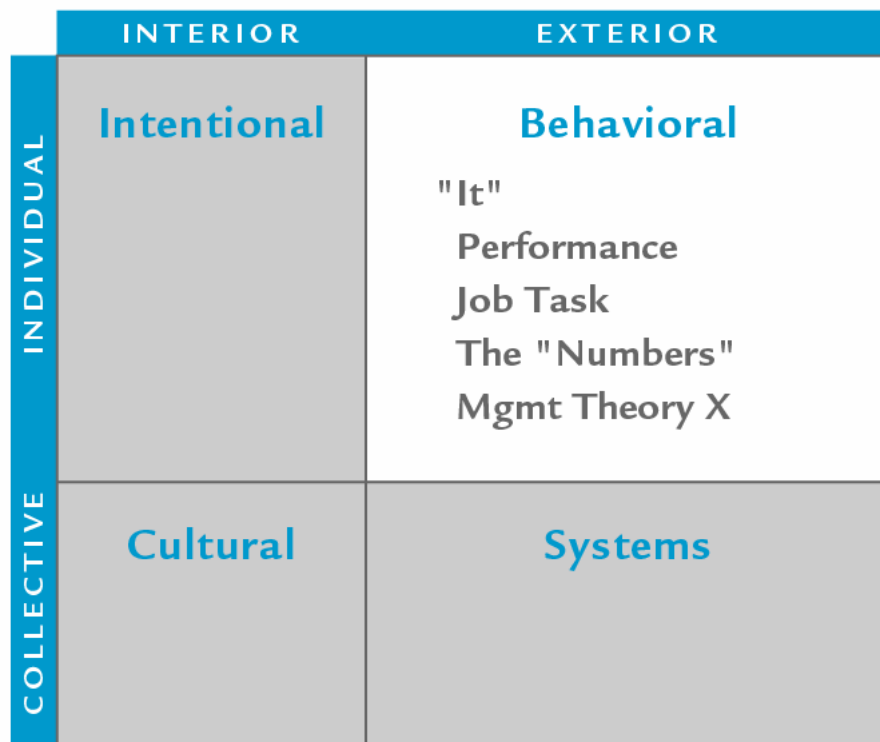 INTERIOR EXTERIOR
INDIVIDUAL
Intentional Behavioral
"It"
Performance
Job Task
The "Numbers"
Mgmt Theory X
COLLECTIVE
Cultural Systems